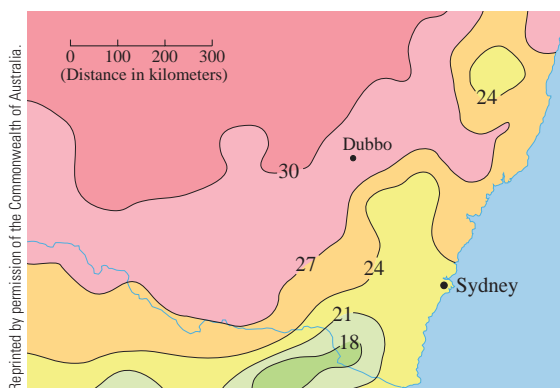 Reprinted by permission of the Commonwealth of Australia.
0 100 200 300
(Distance in kilometers)
24
Dubbo
30
27
24
Sydney
21
18